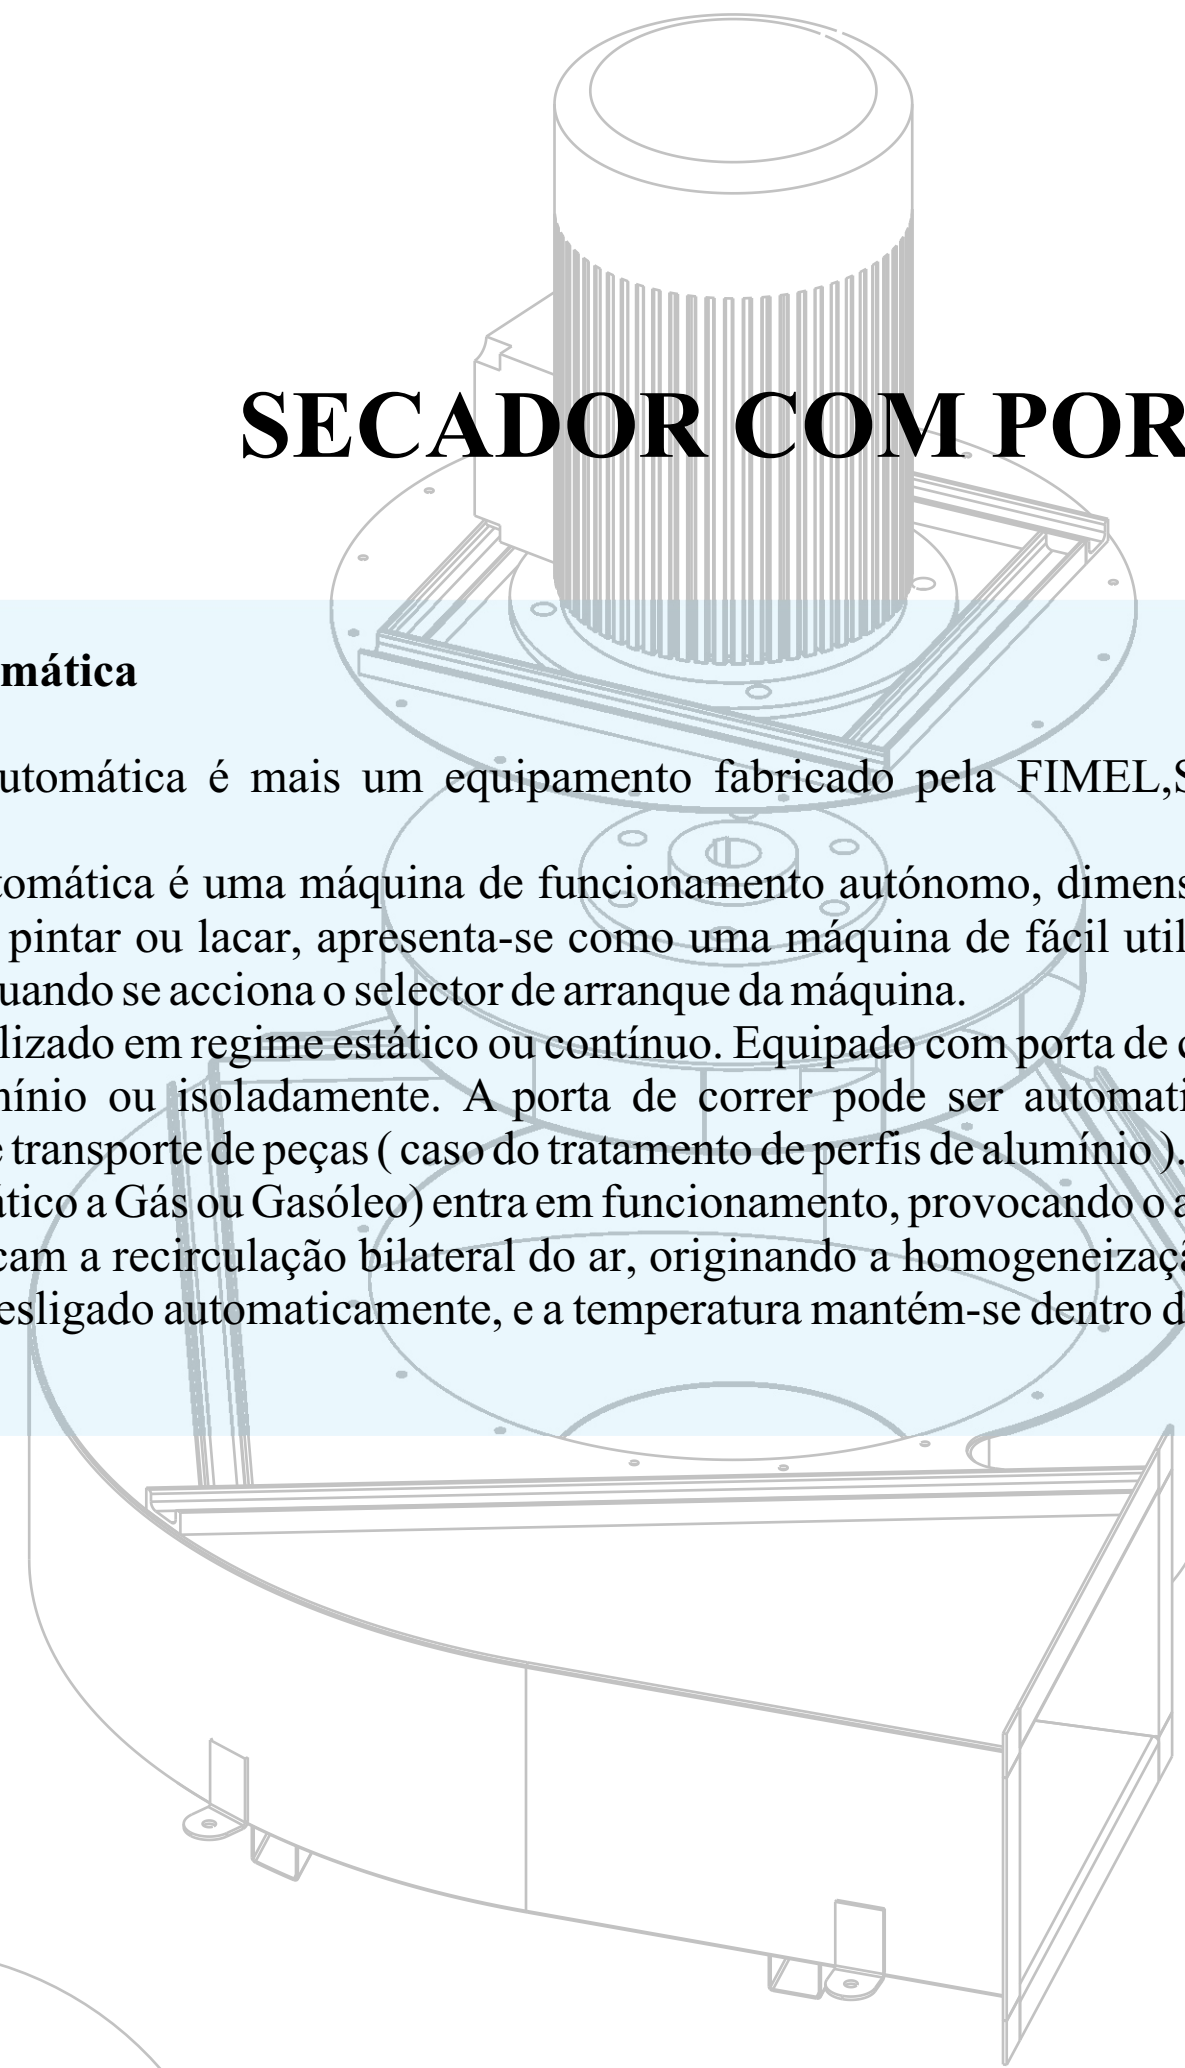 SECADOR COM POR
mática
utomática é mais um equipamento fabricado pela FIMEL,S
tomática é uma máquina de funcionamento autónomo, dimens
pintar ou lacar, apresenta-se como uma máquina de fácil util
uando se acciona o selector de arranque da máquina.
lizado em regime estático ou contínuo. Equipado com porta de c
mínio ou isoladamente. A porta de correr pode ser automati
e transporte de peças ( caso do tratamento de perfis de alumínio ).
ático a Gás ou Gasóleo) entra em funcionamento, provocando o a
cam a recirculação bilateral do ar, originando a homogeneizaçã
esligado automaticamente, e a temperatura mantém-se dentro d